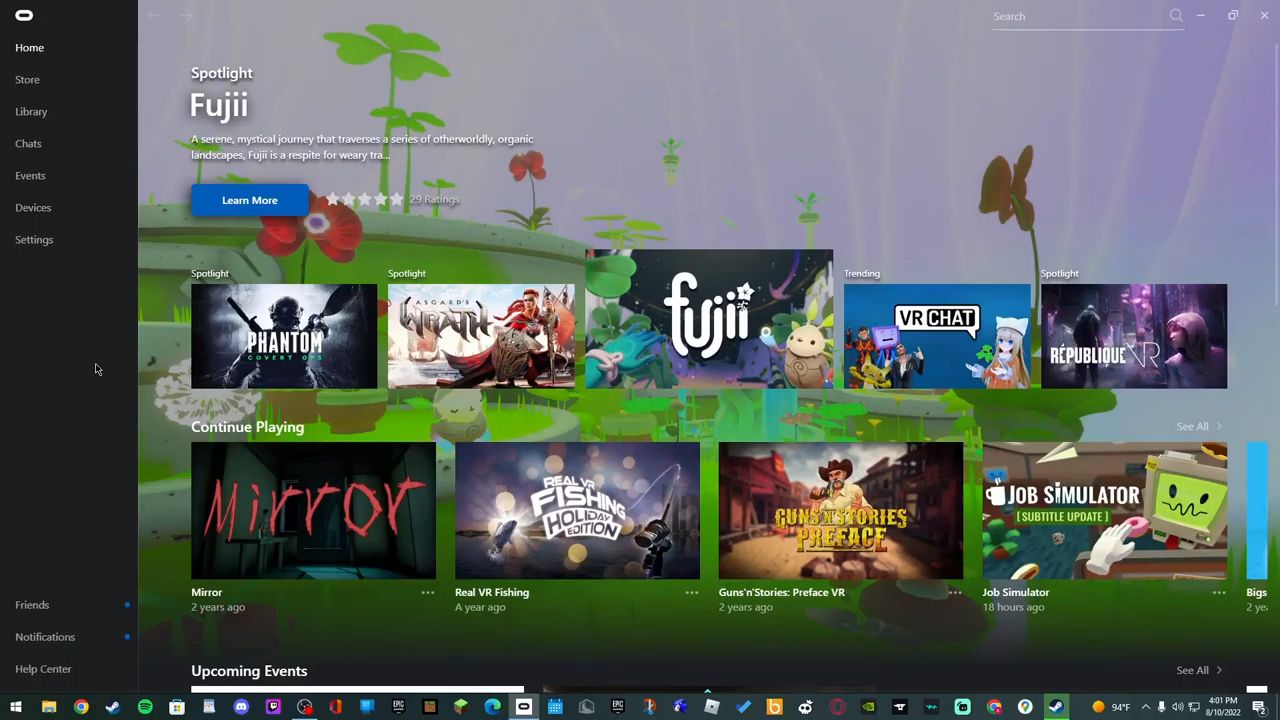 Home
Store
Library
Chats
Events
Devices
Settings
Friends
Notifications
Help Center
Search
Spotlight
Fujii
A serene, mystical journey that traverses a series of otherworldly, organic
landscapes, Fujii is a respite for weary tra...
Learn More
29 Ratings
Spotlight
PHANTOM
COVERT OPS
Spotlight
ASGARD'S
WRATH
fujii
Trending
VR CHAT
Spotlight
RÉPUBLIQUE VR
Continue Playing
See All
Mirror
REAL VR
FISHING
HOLIDAY
EDITION
GUNS'N'STORIES
PREFACE
JOB SIMULATOR
[SUBTITLE UPDATE]
Mirror
2 years ago
Real VR Fishing
A year ago
Guns'n'Stories: Preface VR
2 years ago
Job Simulator
18 hours ago
Bigs
2 ye
Upcoming Events
See All
94°F
4:01 PM
8/10/2022